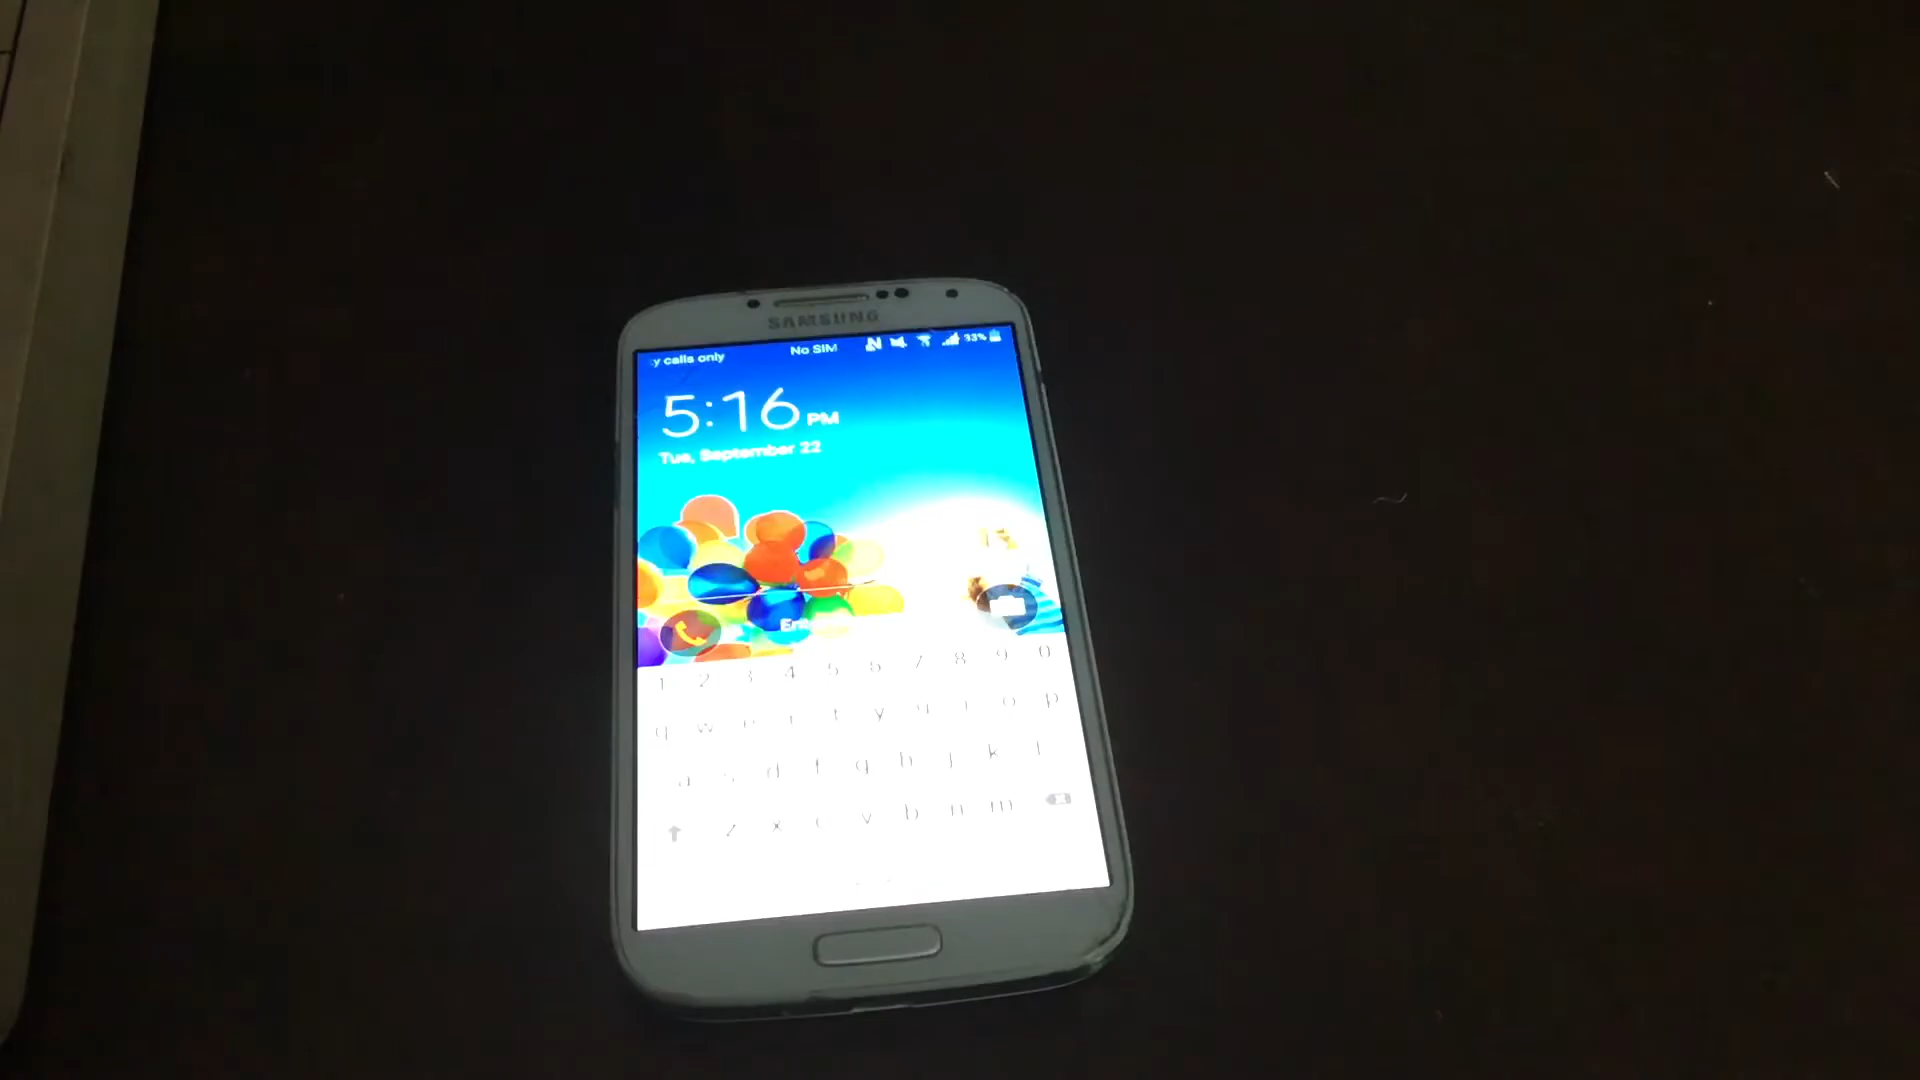 SAMSUNG
y calls only No SIM 33%
5:16 PM
Tue, September 22
1 2 3 4 5 6 7 8 9 0
q w e r t y u i o p
a s d f g h j k l
z x c v b n m